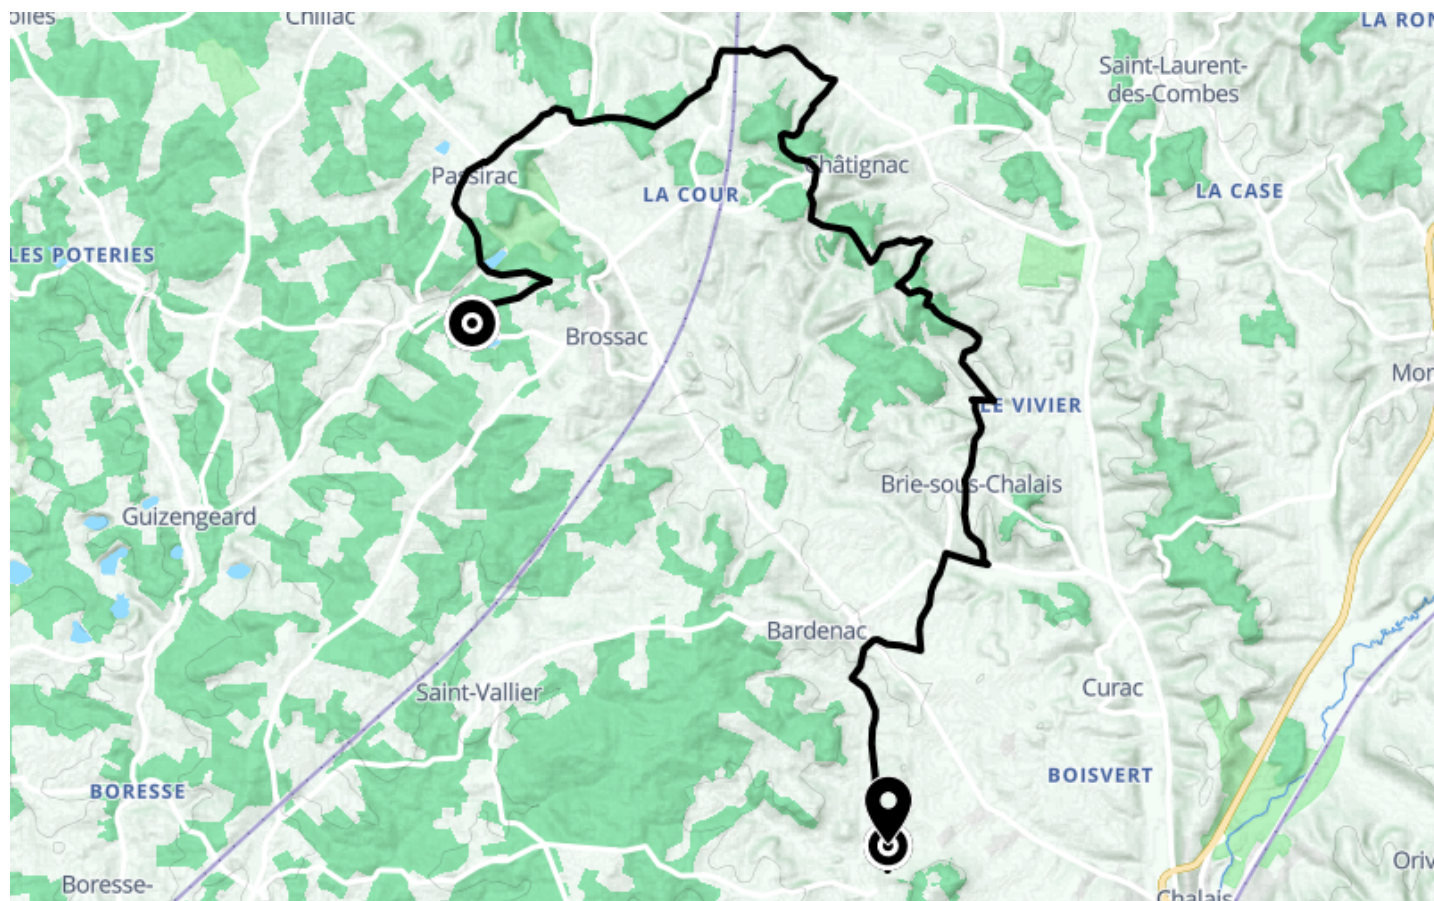 Chillac
LA RON
Saint-Laurent-
des-Combes
Châtignac
Passirac
LA COUR
LA CASE
LES POTERIES
Brossac
Mor
LE VIVIER
Brie-sous-Chalais
Guizengeard
Bardenac
Saint-Vallier
Curac
BOISVERT
BORESSE
Oriv
Boresse-
Chalais